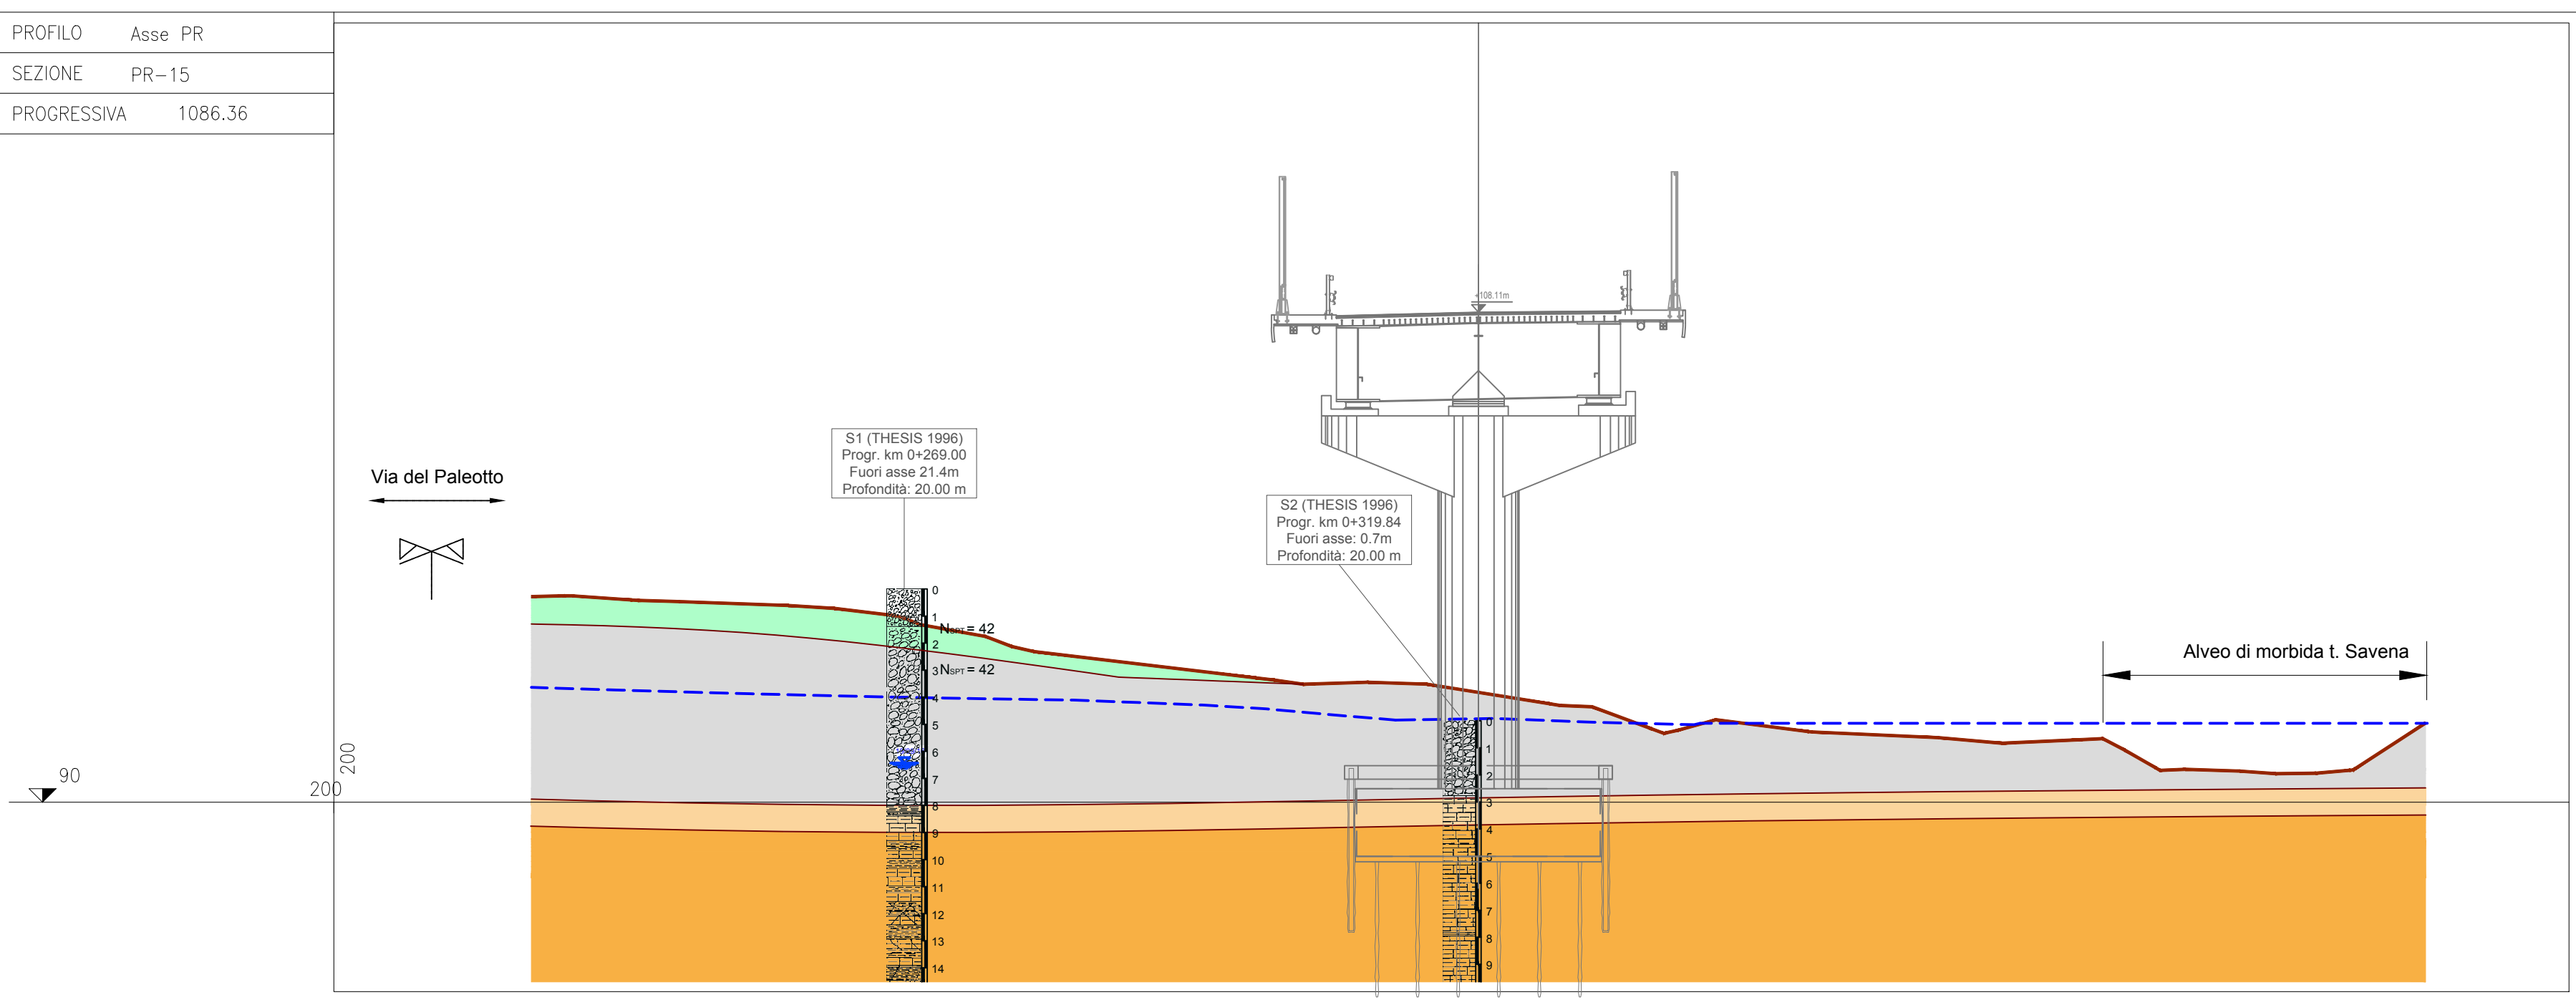 PROFILO Asse PR
SEZIONE PR-15
PROGRESSIVA 1086.36
+108.11m
S1 (THESIS 1996)
Progr. km 0+269.00
Fuori asse 21.4m
Profondità: 20.00 m
Via del Paleotto
S2 (THESIS 1996)
Progr. km 0+319.84
Fuori asse: 0.7m
Profondità: 20.00 m
0
1
NSPT = 42
2
3
NSPT = 42
4
5
6
7
8
9
10
11
12
13
14
Alveo di morbida t. Savena
0
1
2
3
4
5
6
7
8
9
90
200
200